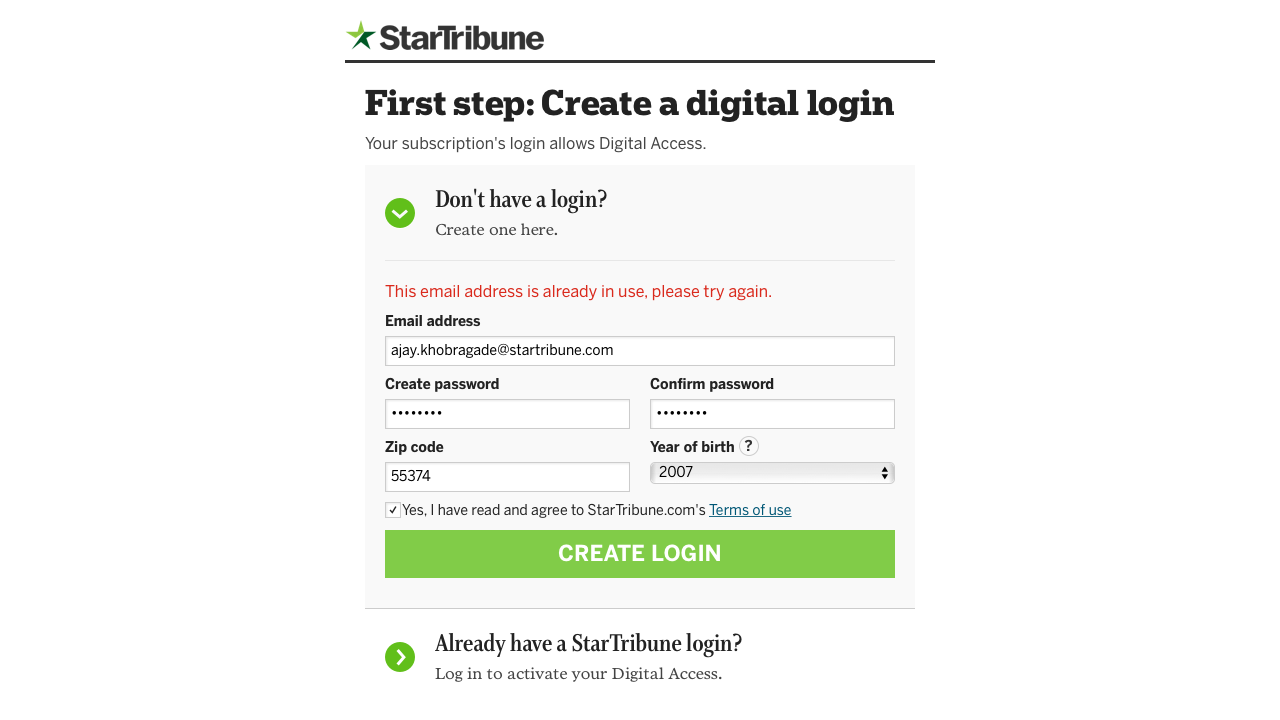 StarTribune
First step: Create a digital login
Your subscription's login allows Digital Access.
Don't have a login?
Create one here.
This email address is already in use, please try again.
Email address
ajay.khobragade@startribune.com
Create password
Confirm password
••••••••
••••••••
Zip code
Year of birth ?
55374
2007
Yes, I have read and agree to StarTribune.com's Terms of use
CREATE LOGIN
Already have a StarTribune login?
Log in to activate your Digital Access.